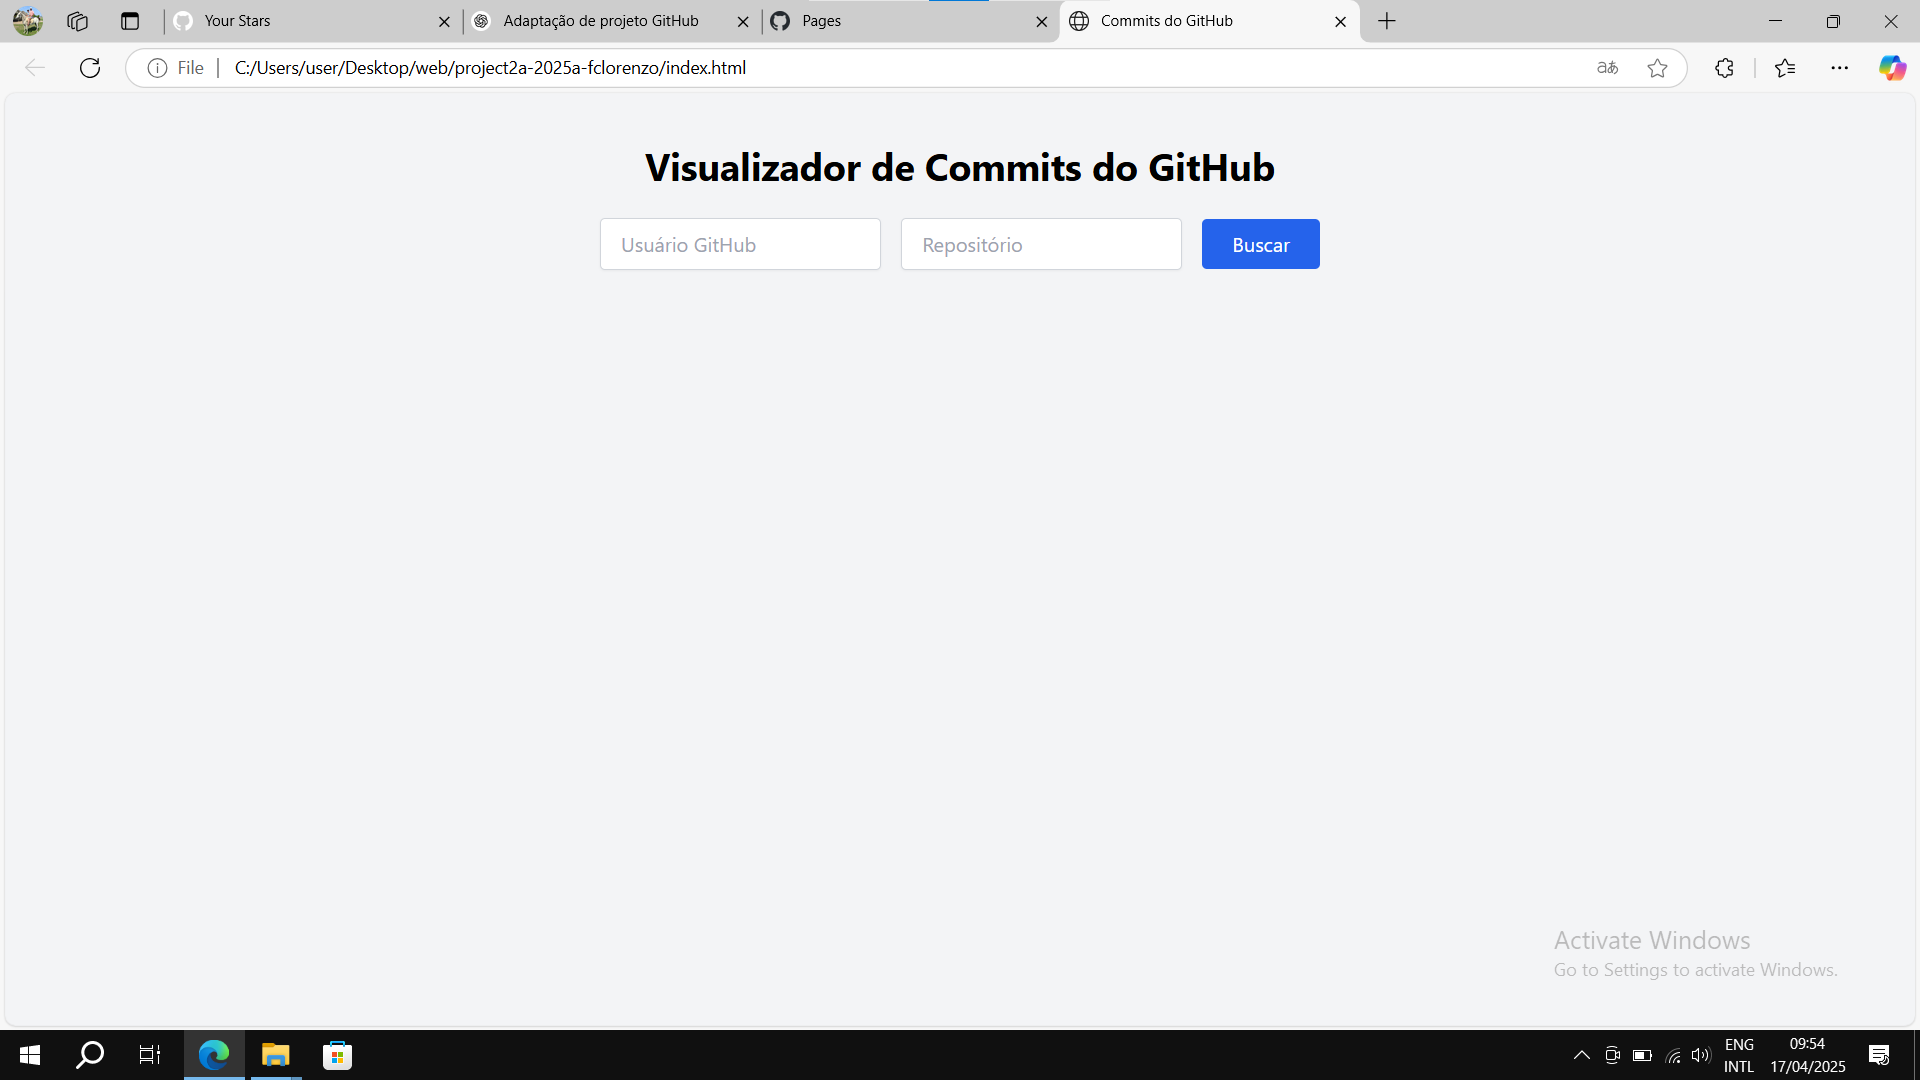 Your Stars
Adaptação de projeto GitHub
Pages
Commits do GitHub
File
C:/Users/user/Desktop/web/project2a-2025a-fclorenzo/index.html
aあ
Visualizador de Commits do GitHub
Usuário GitHub
Repositório
Buscar
Activate Windows
Go to Settings to activate Windows.
ENG
INTL
09:54
17/04/2025